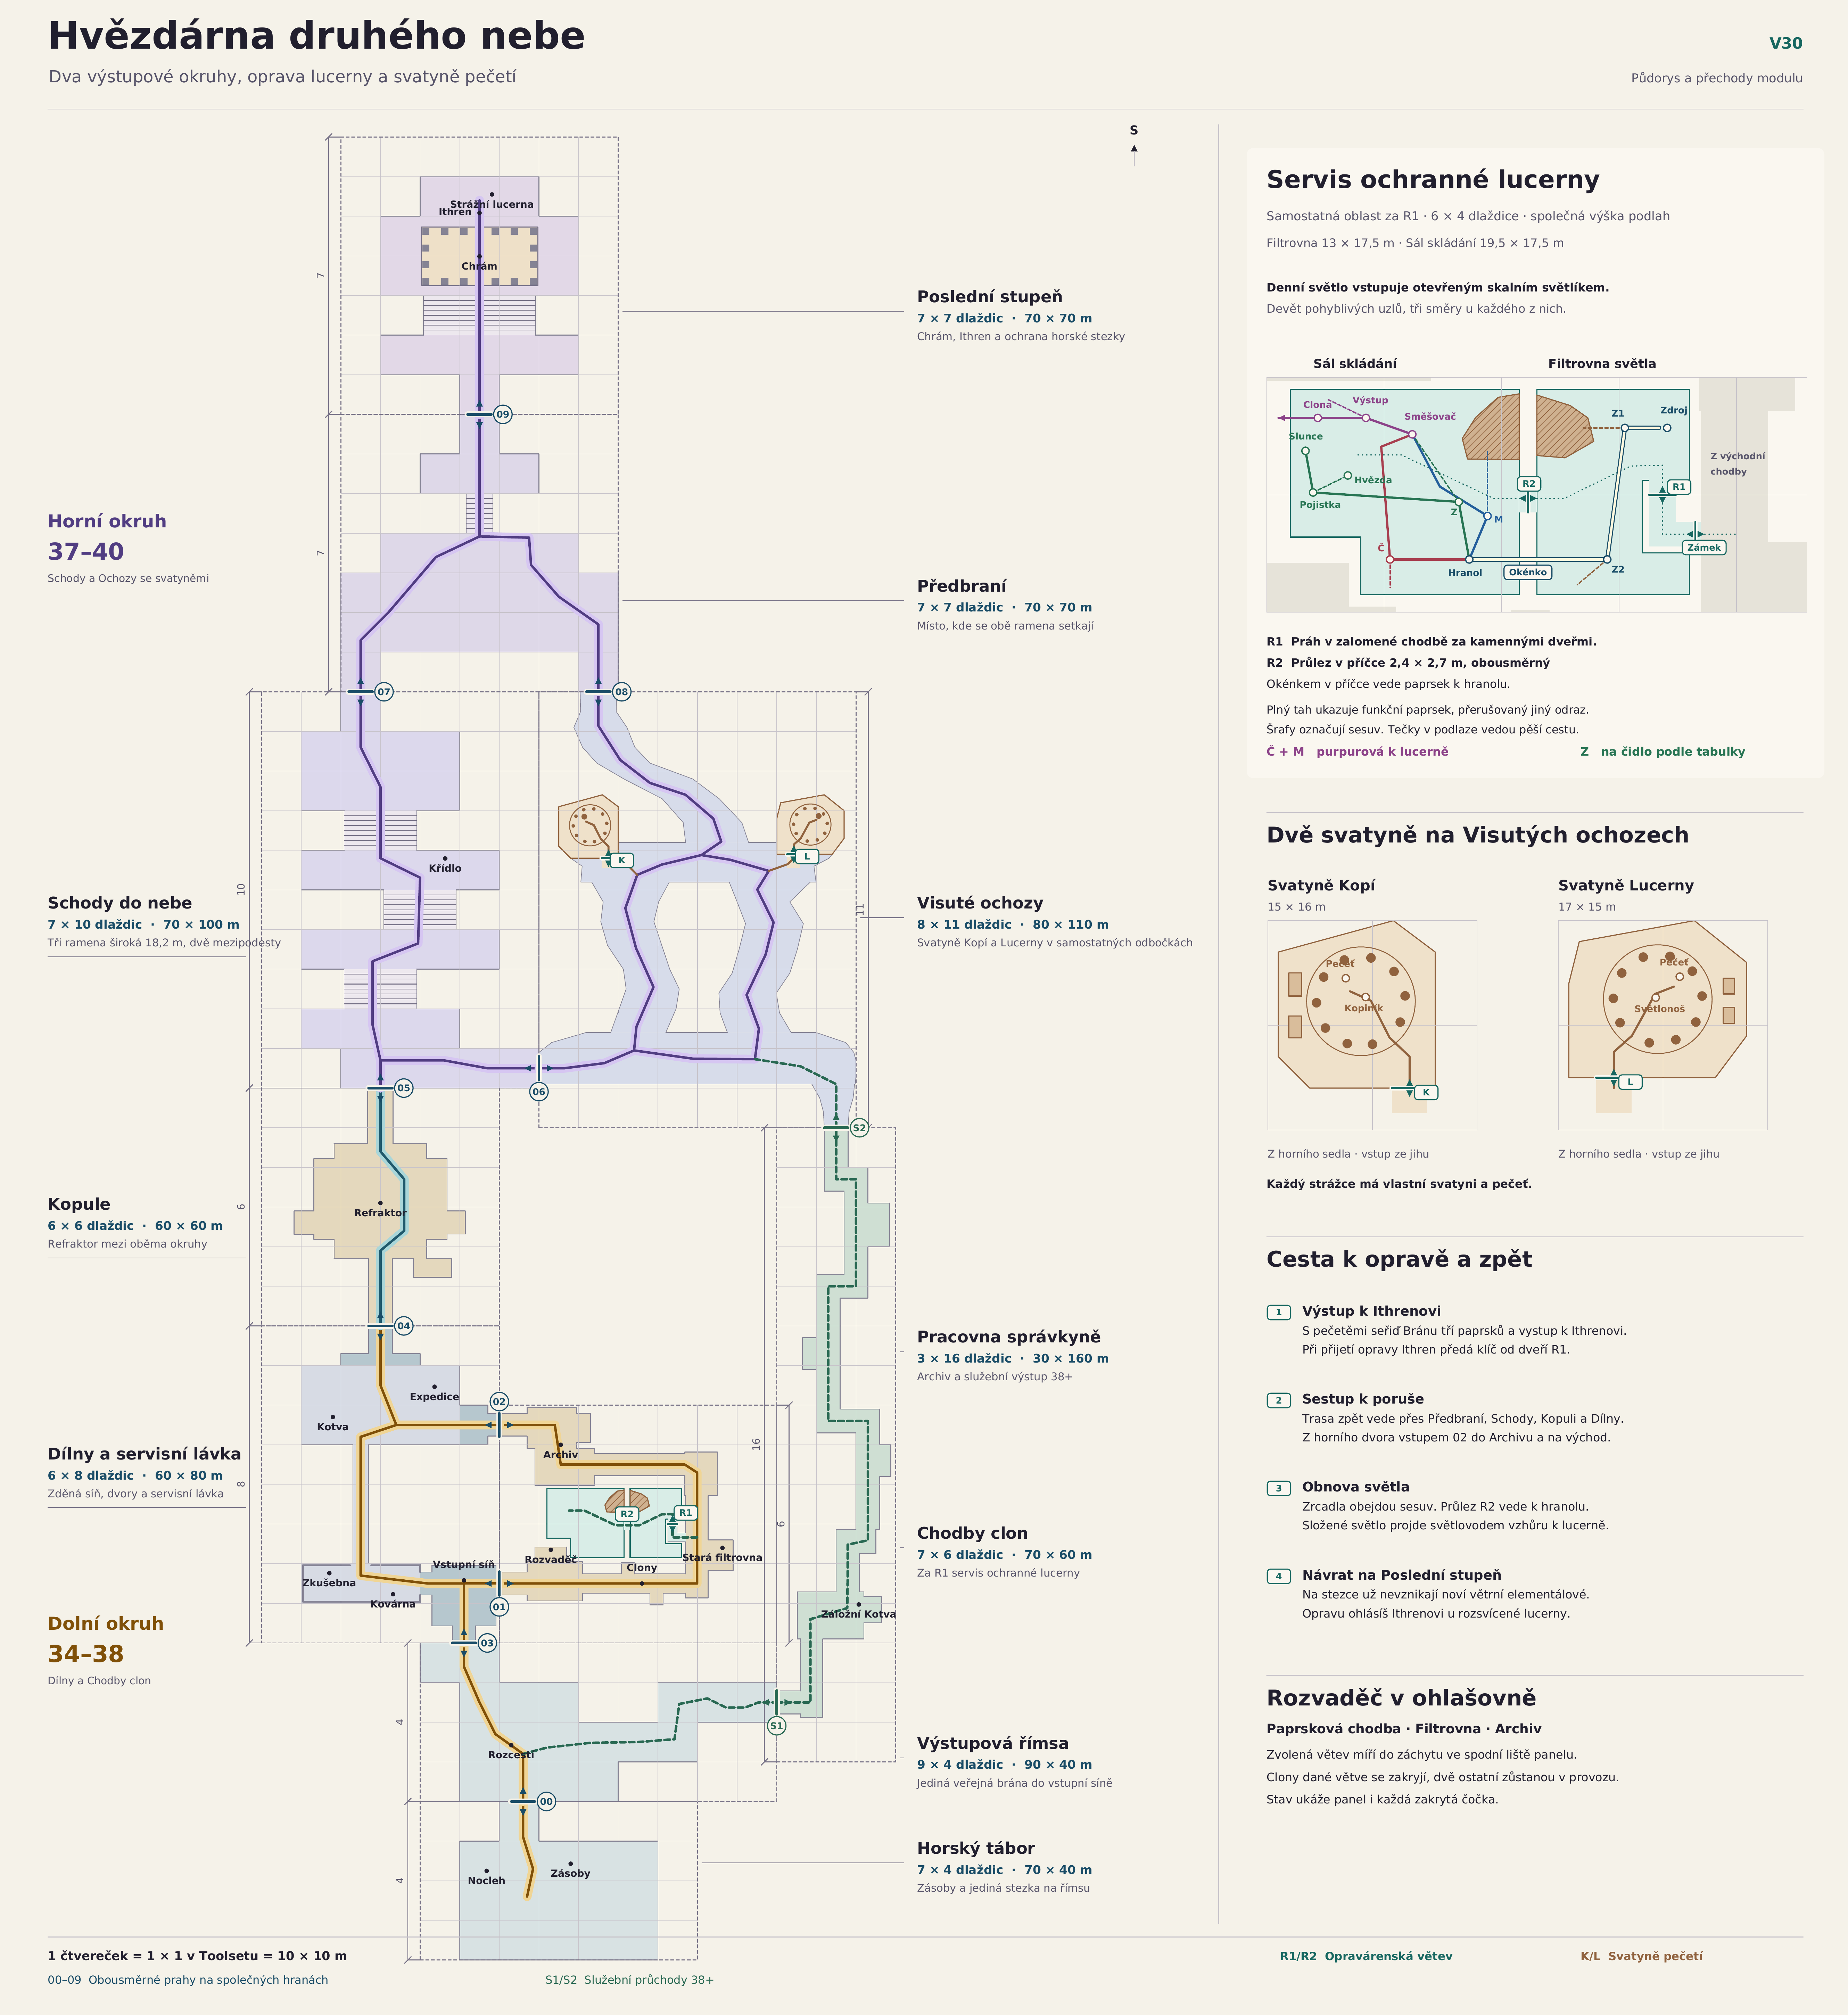 Hvězdárna druhého nebe
Dva výstupové okruhy, oprava lucerny a svatyně pečetí
V30
Půdorys a přechody modulu
S
Strážní lucerna
Ithren
Chrám
7
09
7
Poslední stupeň
7 × 7 dlaždic · 70 × 70 m
Chrám, Ithren a ochrana horské stezky
Horní okruh
37–40
Schody a Ochozy se svatyněmi
Předbraní
7 × 7 dlaždic · 70 × 70 m
Místo, kde se obě ramena setkají
07
08
K
L
Křídlo
10
11
Schody do nebe
7 × 10 dlaždic · 70 × 100 m
Tři ramena široká 18,2 m, dvě mezipodesty
Visuté ochozy
8 × 11 dlaždic · 80 × 110 m
Svatyně Kopí a Lucerny v samostatných odbočkách
05
06
S2
Kopule
6 × 6 dlaždic · 60 × 60 m
Refraktor mezi oběma okruhy
6
Refraktor
04
Pracovna správkyně
3 × 16 dlaždic · 30 × 160 m
Archiv a služební výstup 38+
Expedice
Kotva
02
Archiv
16
Dílny a servisní lávka
6 × 8 dlaždic · 60 × 80 m
Zděná síň, dvory a servisní lávka
8
R2
R1
6
Rozvaděč
Stará filtrovna
Clony
Vstupní síň
Zkušebna
Kovárna
01
Záložní Kotva
Chodby clon
7 × 6 dlaždic · 70 × 60 m
Za R1 servis ochranné lucerny
Dolní okruh
34–38
Dílny a Chodby clon
03
4
Rozcestí
S1
Výstupová římsa
9 × 4 dlaždic · 90 × 40 m
Jediná veřejná brána do vstupní síně
00
4
Nocleh
Zásoby
Horský tábor
7 × 4 dlaždic · 70 × 40 m
Zásoby a jediná stezka na římsu
Servis ochranné lucerny
Samostatná oblast za R1 · 6 × 4 dlaždice · společná výška podlah
Filtrovna 13 × 17,5 m · Sál skládání 19,5 × 17,5 m
Denní světlo vstupuje otevřeným skalním světlíkem.
Devět pohyblivých uzlů, tři směry u každého z nich.
Sál skládání
Filtrovna světla
Clona
Výstup
Směšovač
Z1
Zdroj
Slunce
Hvězda
Pojistka
Z
M
R2
R1
Z východní
chodby
Č
Hranol
Okénko
Z2
Zámek
R1 Práh v zalomené chodbě za kamennými dveřmi.
R2 Průlez v příčce 2,4 × 2,7 m, obousměrný
Okénkem v příčce vede paprsek k hranolu.
Plný tah ukazuje funkční paprsek, přerušovaný jiný odraz.
Šrafy označují sesuv. Tečky v podlaze vedou pěší cestu.
Č + M purpurová k lucerně
Z na čidlo podle tabulky
Dvě svatyně na Visutých ochozech
Svatyně Kopí
15 × 16 m
Svatyně Lucerny
17 × 15 m
Pečeť
Kopiník
K
Pečeť
Světlonoš
L
Z horního sedla · vstup ze jihu
Z horního sedla · vstup ze jihu
Každý strážce má vlastní svatyni a pečeť.
Cesta k opravě a zpět
1 Výstup k Ithrenovi
S pečetěmi seřiď Bránu tří paprsků a vystup k Ithrenovi.
Při přijetí opravy Ithren předá klíč od dveří R1.
2 Sestup k poruše
Trasa zpět vede přes Předbraní, Schody, Kopuli a Dílny.
Z horního dvora vstupem 02 do Archivu a na východ.
3 Obnova světla
Zrcadla obejdou sesuv. Průlez R2 vede k hranolu.
Složené světlo projde světlovodem vzhůru k lucerně.
4 Návrat na Poslední stupeň
Na stezce už nevznikají noví větrní elementálové.
Opravu ohlásíš Ithrenovi u rozsvícené lucerny.
Rozvaděč v ohlašovně
Paprsková chodba · Filtrovna · Archiv
Zvolená větev míří do záchytu ve spodní liště panelu.
Clony dané větve se zakryjí, dvě ostatní zůstanou v provozu.
Stav ukáže panel i každá zakrytá čočka.
1 čtvereček = 1 × 1 v Toolsetu = 10 × 10 m
00–09 Obousměrné prahy na společných hranách
S1/S2 Služební průchody 38+
R1/R2 Opravárenská větev
K/L Svatyně pečetí